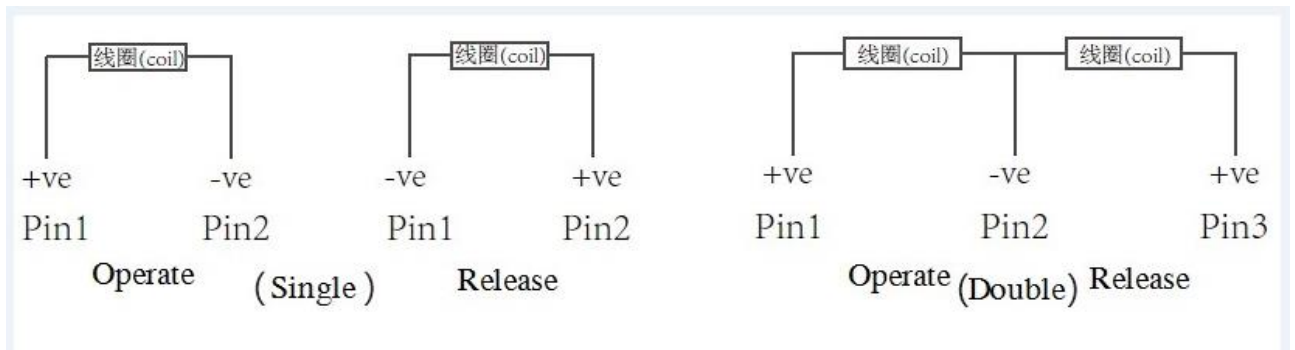 线圈(coil) 线圈(coil) 线圈(coil) 线圈(coil)
+ve -ve -ve +ve +ve -ve +ve
Pin1 Pin2 Pin1 Pin2 Pin1 Pin2 Pin3
Operate (Single) Release Operate (Double) Release